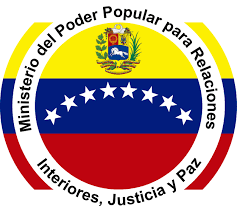 Ministerio del Poder Popular para Relaciones
Interiores, Justicia y Paz